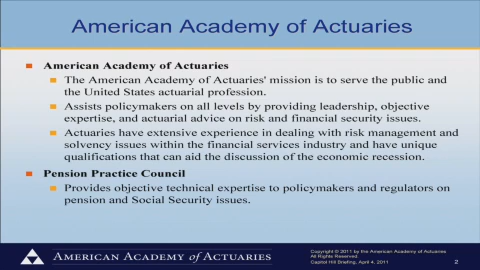 American Academy of Actuaries
American Academy of Actuaries
The American Academy of Actuaries' mission is to serve the public and
the United States actuarial profession.
Assists policymakers on all levels by providing leadership, objective
expertise, and actuarial advice on risk and financial security issues.
Actuaries have extensive experience in dealing with risk management and
solvency issues within the financial services industry and have unique
qualifications that can aid the discussion of the economic recession.
Pension Practice Council
Provides objective technical expertise to policymakers and regulators on
pension and Social Security issues.
AMERICAN ACADEMY of ACTUARIES
Copyright © 2011 by the American Academy of Actuaries
All Rights Reserved.
Capitol Hill Briefing, April 4, 2011
2